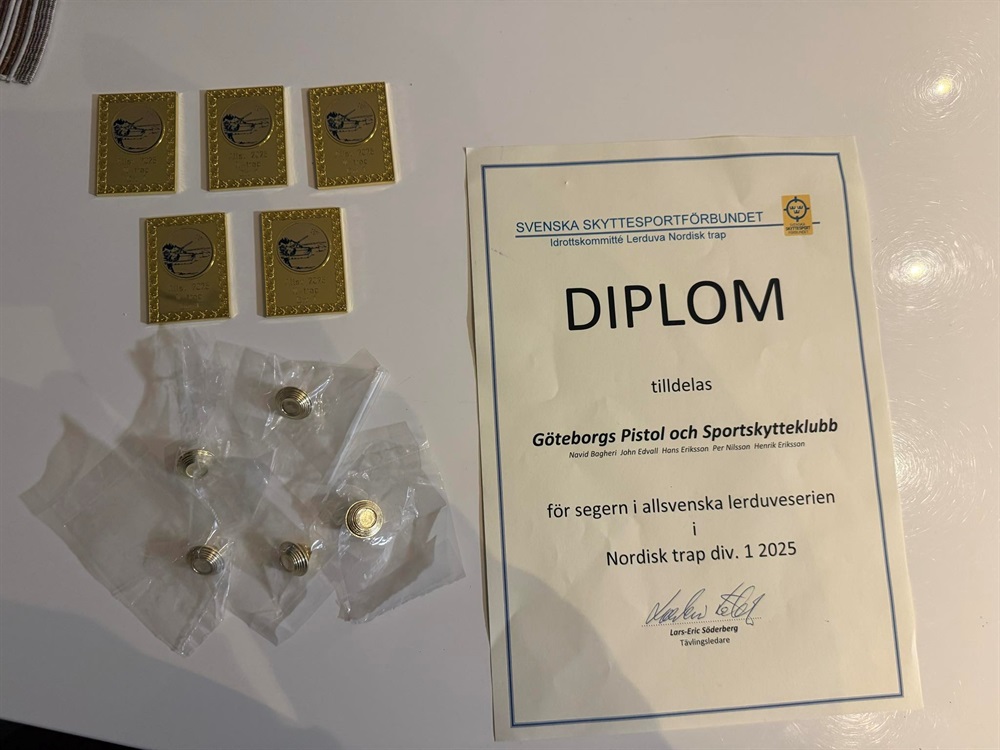 SVENSKA SKYTTESPORTFÖRBUNDET
Idrottskommitté Lerduva Nordisk trap
DIPLOM
tilldelas
Göteborgs Pistol och Sportskytteklubb
Navid Bagheri John Edvall Hans Eriksson Per Nilsson Henrik Eriksson
för segern i allsvenska lerduveserien
i
Nordisk trap div. 1 2025
Lars-Eric Söderberg
Tävlingsledare